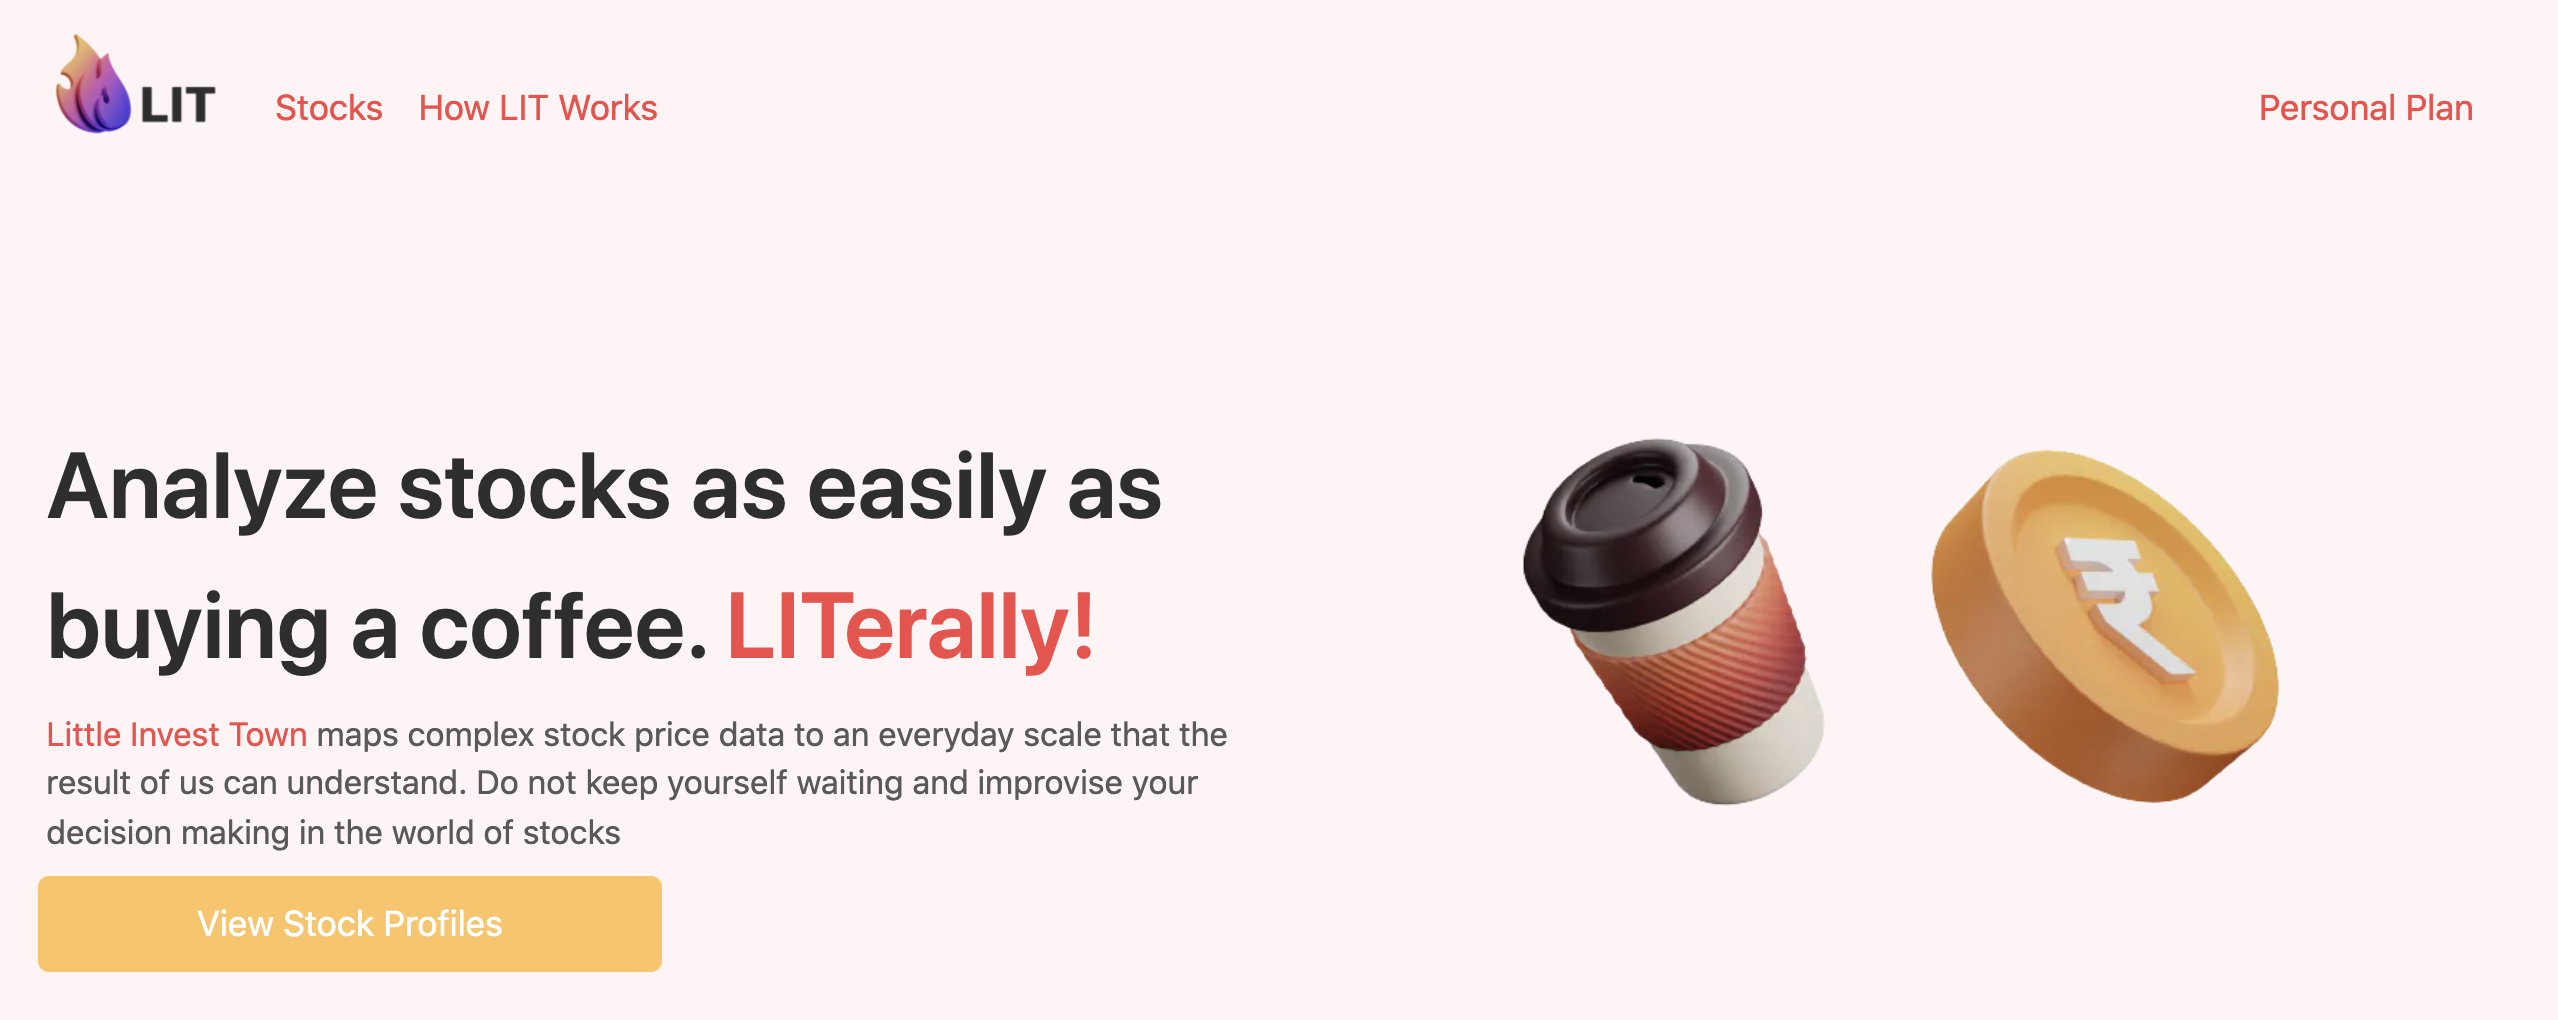 LIT
Stocks
How LIT Works
Personal Plan
Analyze stocks as easily as
buying a coffee. LITerally!
Little Invest Town maps complex stock price data to an everyday scale that the
result of us can understand. Do not keep yourself waiting and improvise your
decision making in the world of stocks
View Stock Profiles
₹